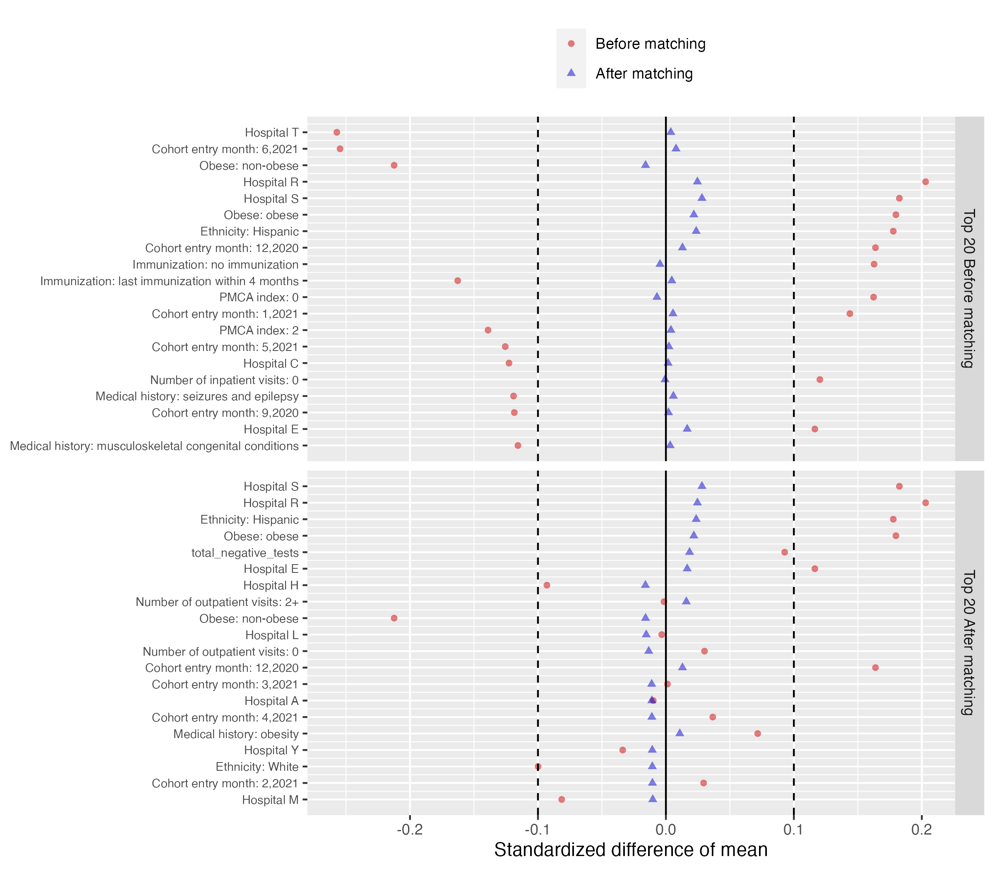 Before matching
After matching
Hospital T
Cohort entry month: 6,2021
Obese: non-obese
Hospital R
Hospital S
Obese: obese
Ethnicity: Hispanic
Cohort entry month: 12,2020
Immunization: no immunization
Immunization: last immunization within 4 months
PMCA index: 0
Cohort entry month: 1,2021
PMCA index: 2
Cohort entry month: 5,2021
Hospital C
Number of inpatient visits: 0
Medical history: seizures and epilepsy
Cohort entry month: 9,2020
Hospital E
Medical history: musculoskeletal congenital conditions
Top 20 Before matching
Hospital S
Hospital R
Ethnicity: Hispanic
Obese: obese
total_negative_tests
Hospital E
Hospital H
Number of outpatient visits: 2+
Obese: non-obese
Hospital L
Number of outpatient visits: 0
Cohort entry month: 12,2020
Cohort entry month: 3,2021
Hospital A
Cohort entry month: 4,2021
Medical history: obesity
Hospital Y
Ethnicity: White
Cohort entry month: 2,2021
Hospital M
Top 20 After matching
-0.2 -0.1 0.0 0.1 0.2
Standardized difference of mean